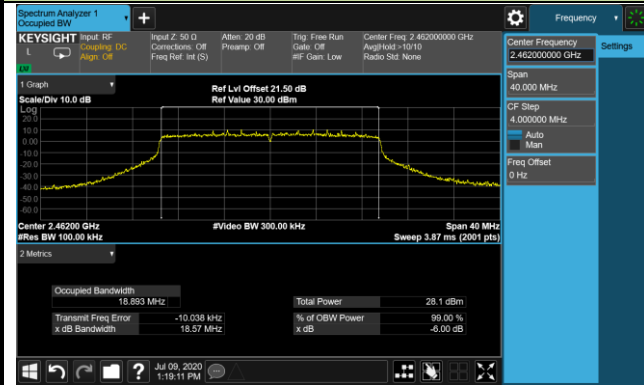 Spectrum Analyzer 1
Occupied BW
Frequency
KEYSIGHT
L
Input: RF
Coupling: DC
Align: Off
Input Z: 50 Ω
Corrections: Off
Freq Ref: Int (S)
Atten: 20 dB
Preamp: Off
Trig: Free Run
Gate: Off
#IF Gain: Low
Center Freq: 2.462000000 GHz
Avg|Hold:>10/10
Radio Std: None
Center Frequency
2.462000000 GHz
Settings
Span
40.000 MHz
CF Step
4.000000 MHz
Auto
Man
Freq Offset
0 Hz
1 Graph
Scale/Div 10.0 dB
Ref Lvl Offset 21.50 dB
Ref Value 30.00 dBm
Log
20.0
10.0
0.00
-10.0
-20.0
-30.0
-40.0
-50.0
-60.0
Center 2.46200 GHz
#Res BW 100.00 kHz
#Video BW 300.00 kHz
Span 40 MHz
Sweep 3.87 ms (2001 pts)
2 Metrics
Occupied Bandwidth
18.893 MHz
Total Power 28.1 dBm
Transmit Freq Error -10.038 kHz
% of OBW Power 99.00 %
x dB Bandwidth 18.57 MHz
x dB -6.00 dB
?
Jul 09, 2020
1:19:11 PM